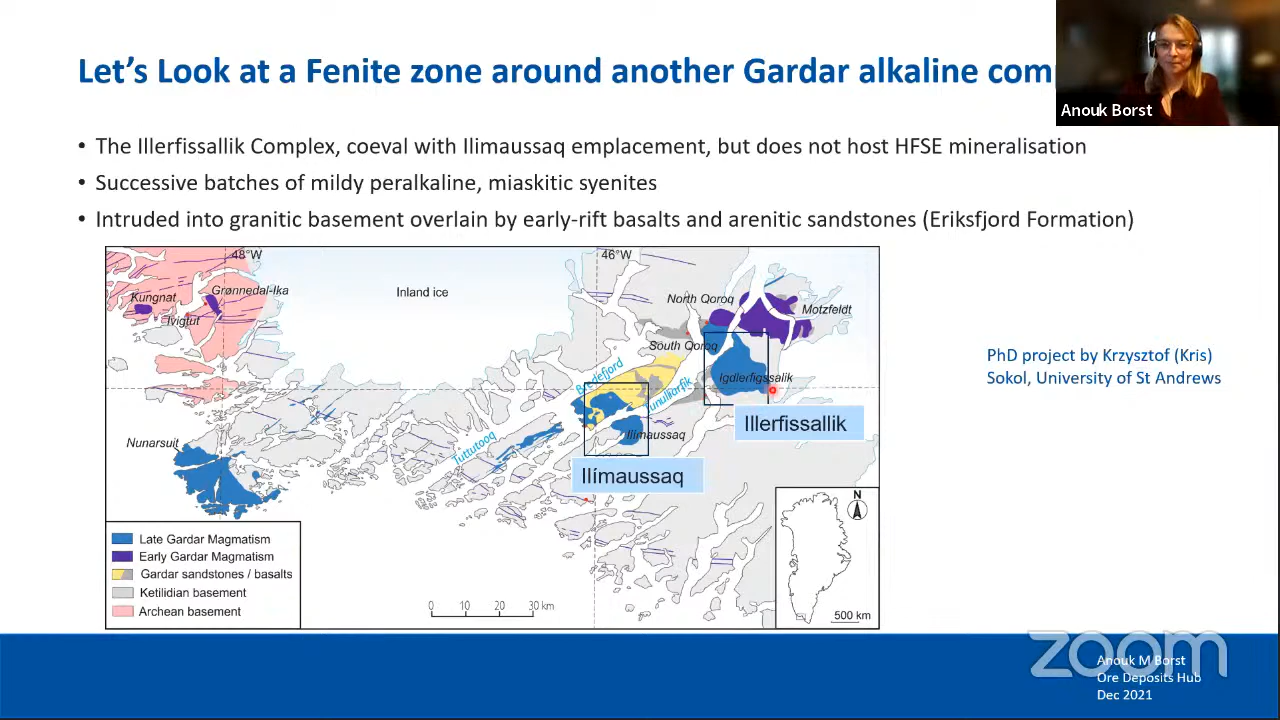 Let's Look at a Fenite zone around another Gardar alkaline com
Anouk Borst
• The Illerfissallik Complex, coeval with Ilimaussaq emplacement, but does not host HFSE mineralisation
• Successive batches of mildy peralkaline, miaskitic syenites
• Intruded into granitic basement overlain by early-rift basalts and arenitic sandstones (Eriksfjord Formation)
48°W
46°W
Kungnat
Grønnedal-Ika
Ivigtut
Inland ice
North Qoroq
Motzfeldt
South Qoroq
Igdlerfigssalik
Bredefjord
Tunulliarfik
Illerfissallik
Nunarsuit
Tuttutooq
Ilímaussaq
Ilímaussaq
PhD project by Krzysztof (Kris)
Sokol, University of St Andrews
Late Gardar Magmatism
Early Gardar Magmatism
Gardar sandstones / basalts
Ketilidian basement
Archean basement
0 10 20 30 km
N
500 km
zoom
Anouk M Borst
Ore Deposits Hub
Dec 2021